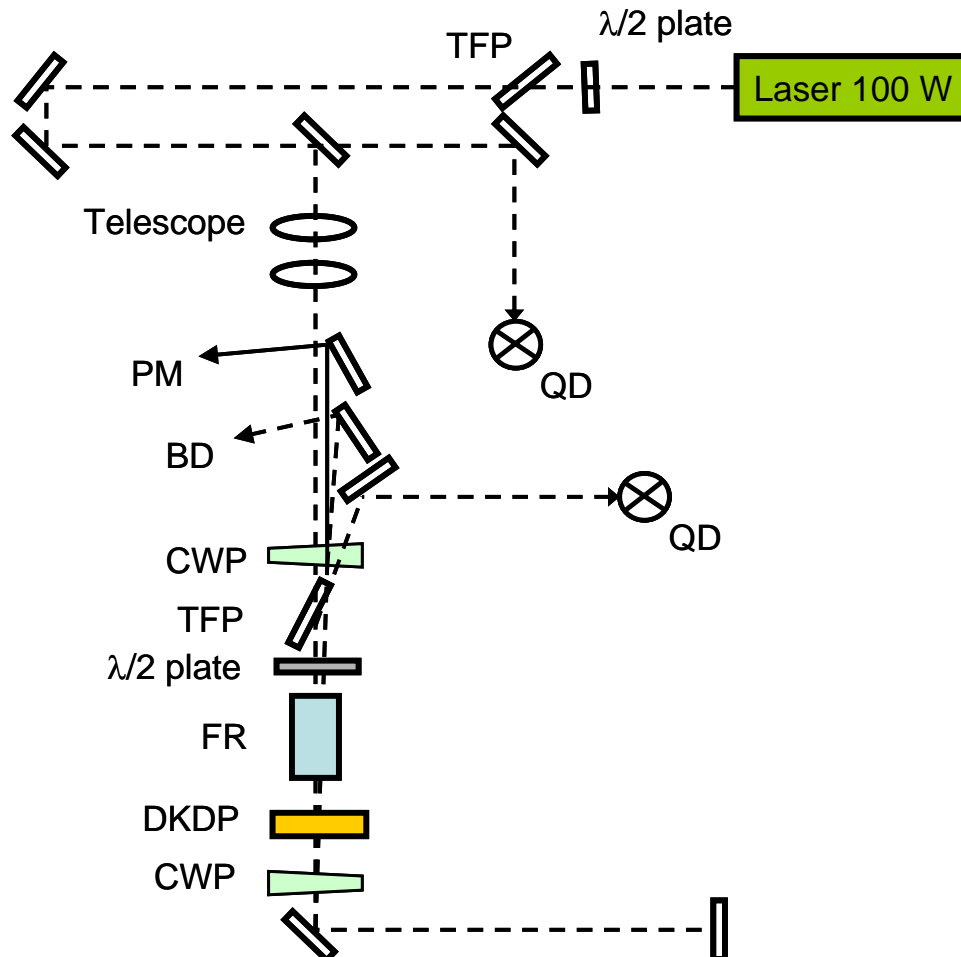 λ/2 plate
TFP
Laser 100 W
Telescope
PM
QD
BD
QD
CWP
TFP
λ/2 plate
FR
DKDP
CWP